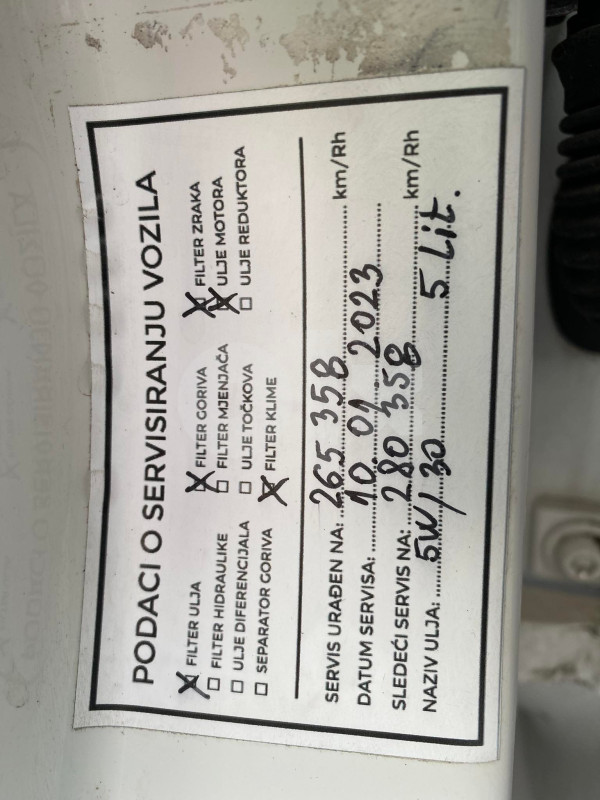 PODACI O SERVISIRANJU VOZILA
☒ FILTER ULJA ☒ FILTER GORIVA ☒ FILTER ZRAKA
☐ FILTER HIDRAULIKE ☐ FILTER MJENJAČA ☒ ULJE MOTORA
☐ ULJE DIFERENCIJALA ☐ ULJE TOČKOVA ☐ ULJE REDUKTORA
☐ SEPARATOR GORIVA ☒ FILTER KLIME
SERVIS URAĐEN NA: 265 358 km/Rh
DATUM SERVISA: 10.01.2023
SLEDEĆI SERVIS NA: 280 358 km/Rh
NAZIV ULJA: 5W/30 5 Lit.